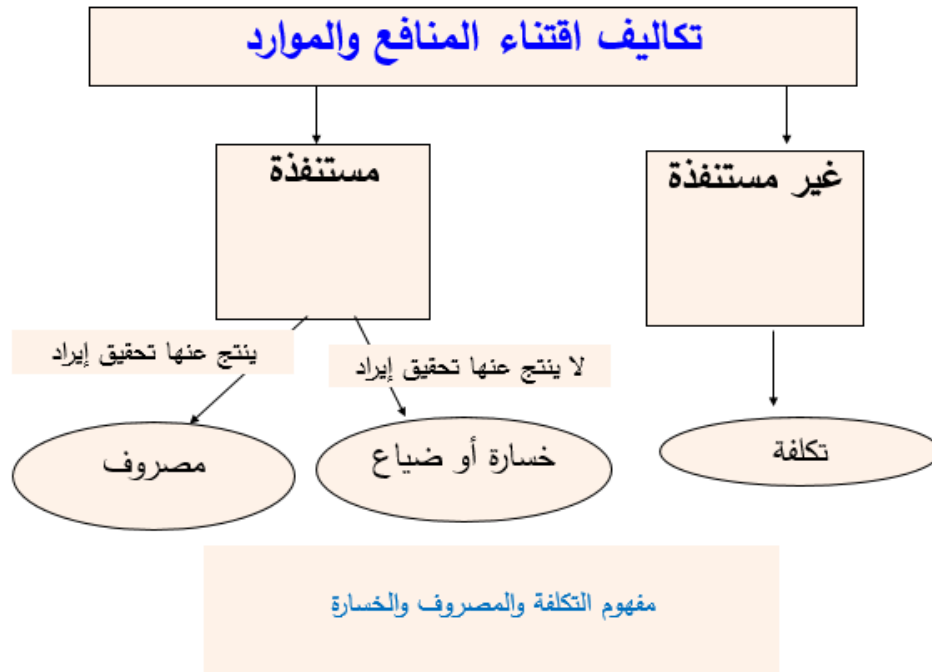 تكاليف اقتناء المنافع والموارد
غير مستنفذة
مستنفذة
لا ينتج عنها تحقيق إيراد
ينتج عنها تحقيق إيراد
تكلفة
خسارة أو ضياع
مصروف
مفهوم التكلفة والمصروف والخسارة